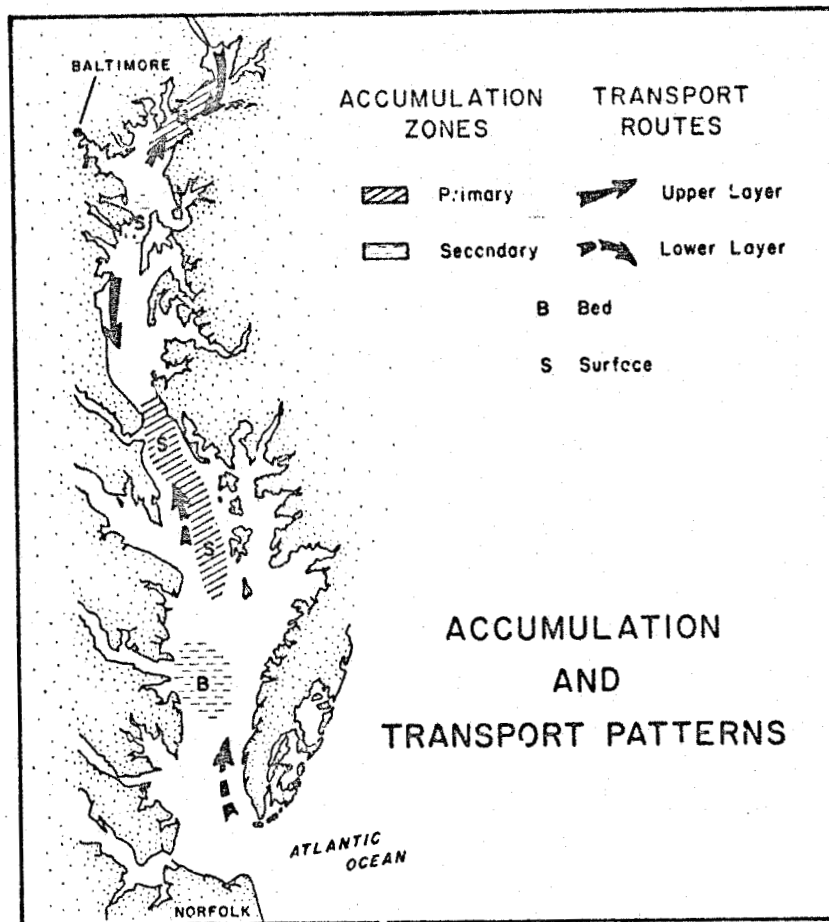 BALTIMORE
ACCUMULATION ZONES
TRANSPORT ROUTES
Primary
Upper Layer
Secondary
Lower Layer
B Bed
S Surface
S
S
S
B
ACCUMULATION
AND
TRANSPORT PATTERNS
ATLANTIC
OCEAN
NORFOLK